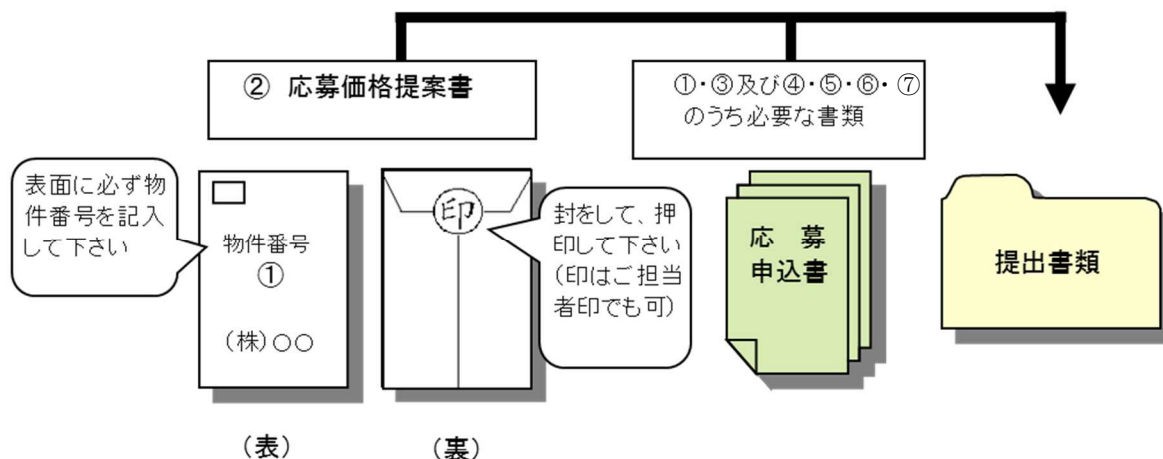 ② 応募価格提案書
①・③及び④・⑤・⑥・⑦
のうち必要な書類
表面に必ず物
件番号を記入
して下さい
物件番号
①
(株)○○
印
封をして、押
印して下さい
(印はご担当
者印でも可)
応　募
申込書
提出書類
(表)
(裏)